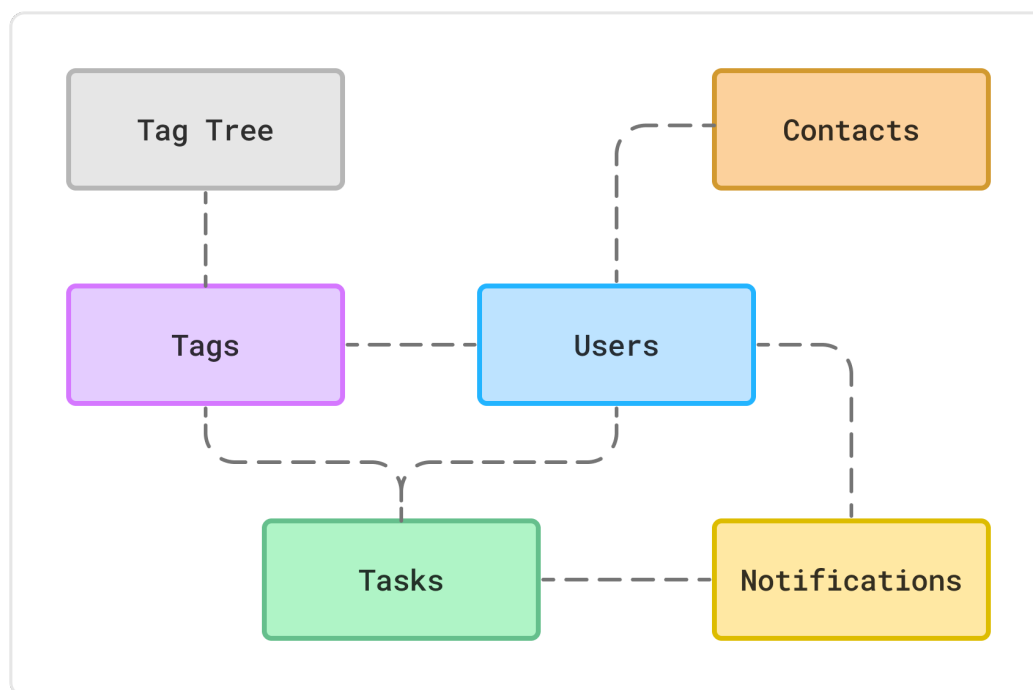 Tag Tree
Contacts
Tags
Users
Tasks
Notifications